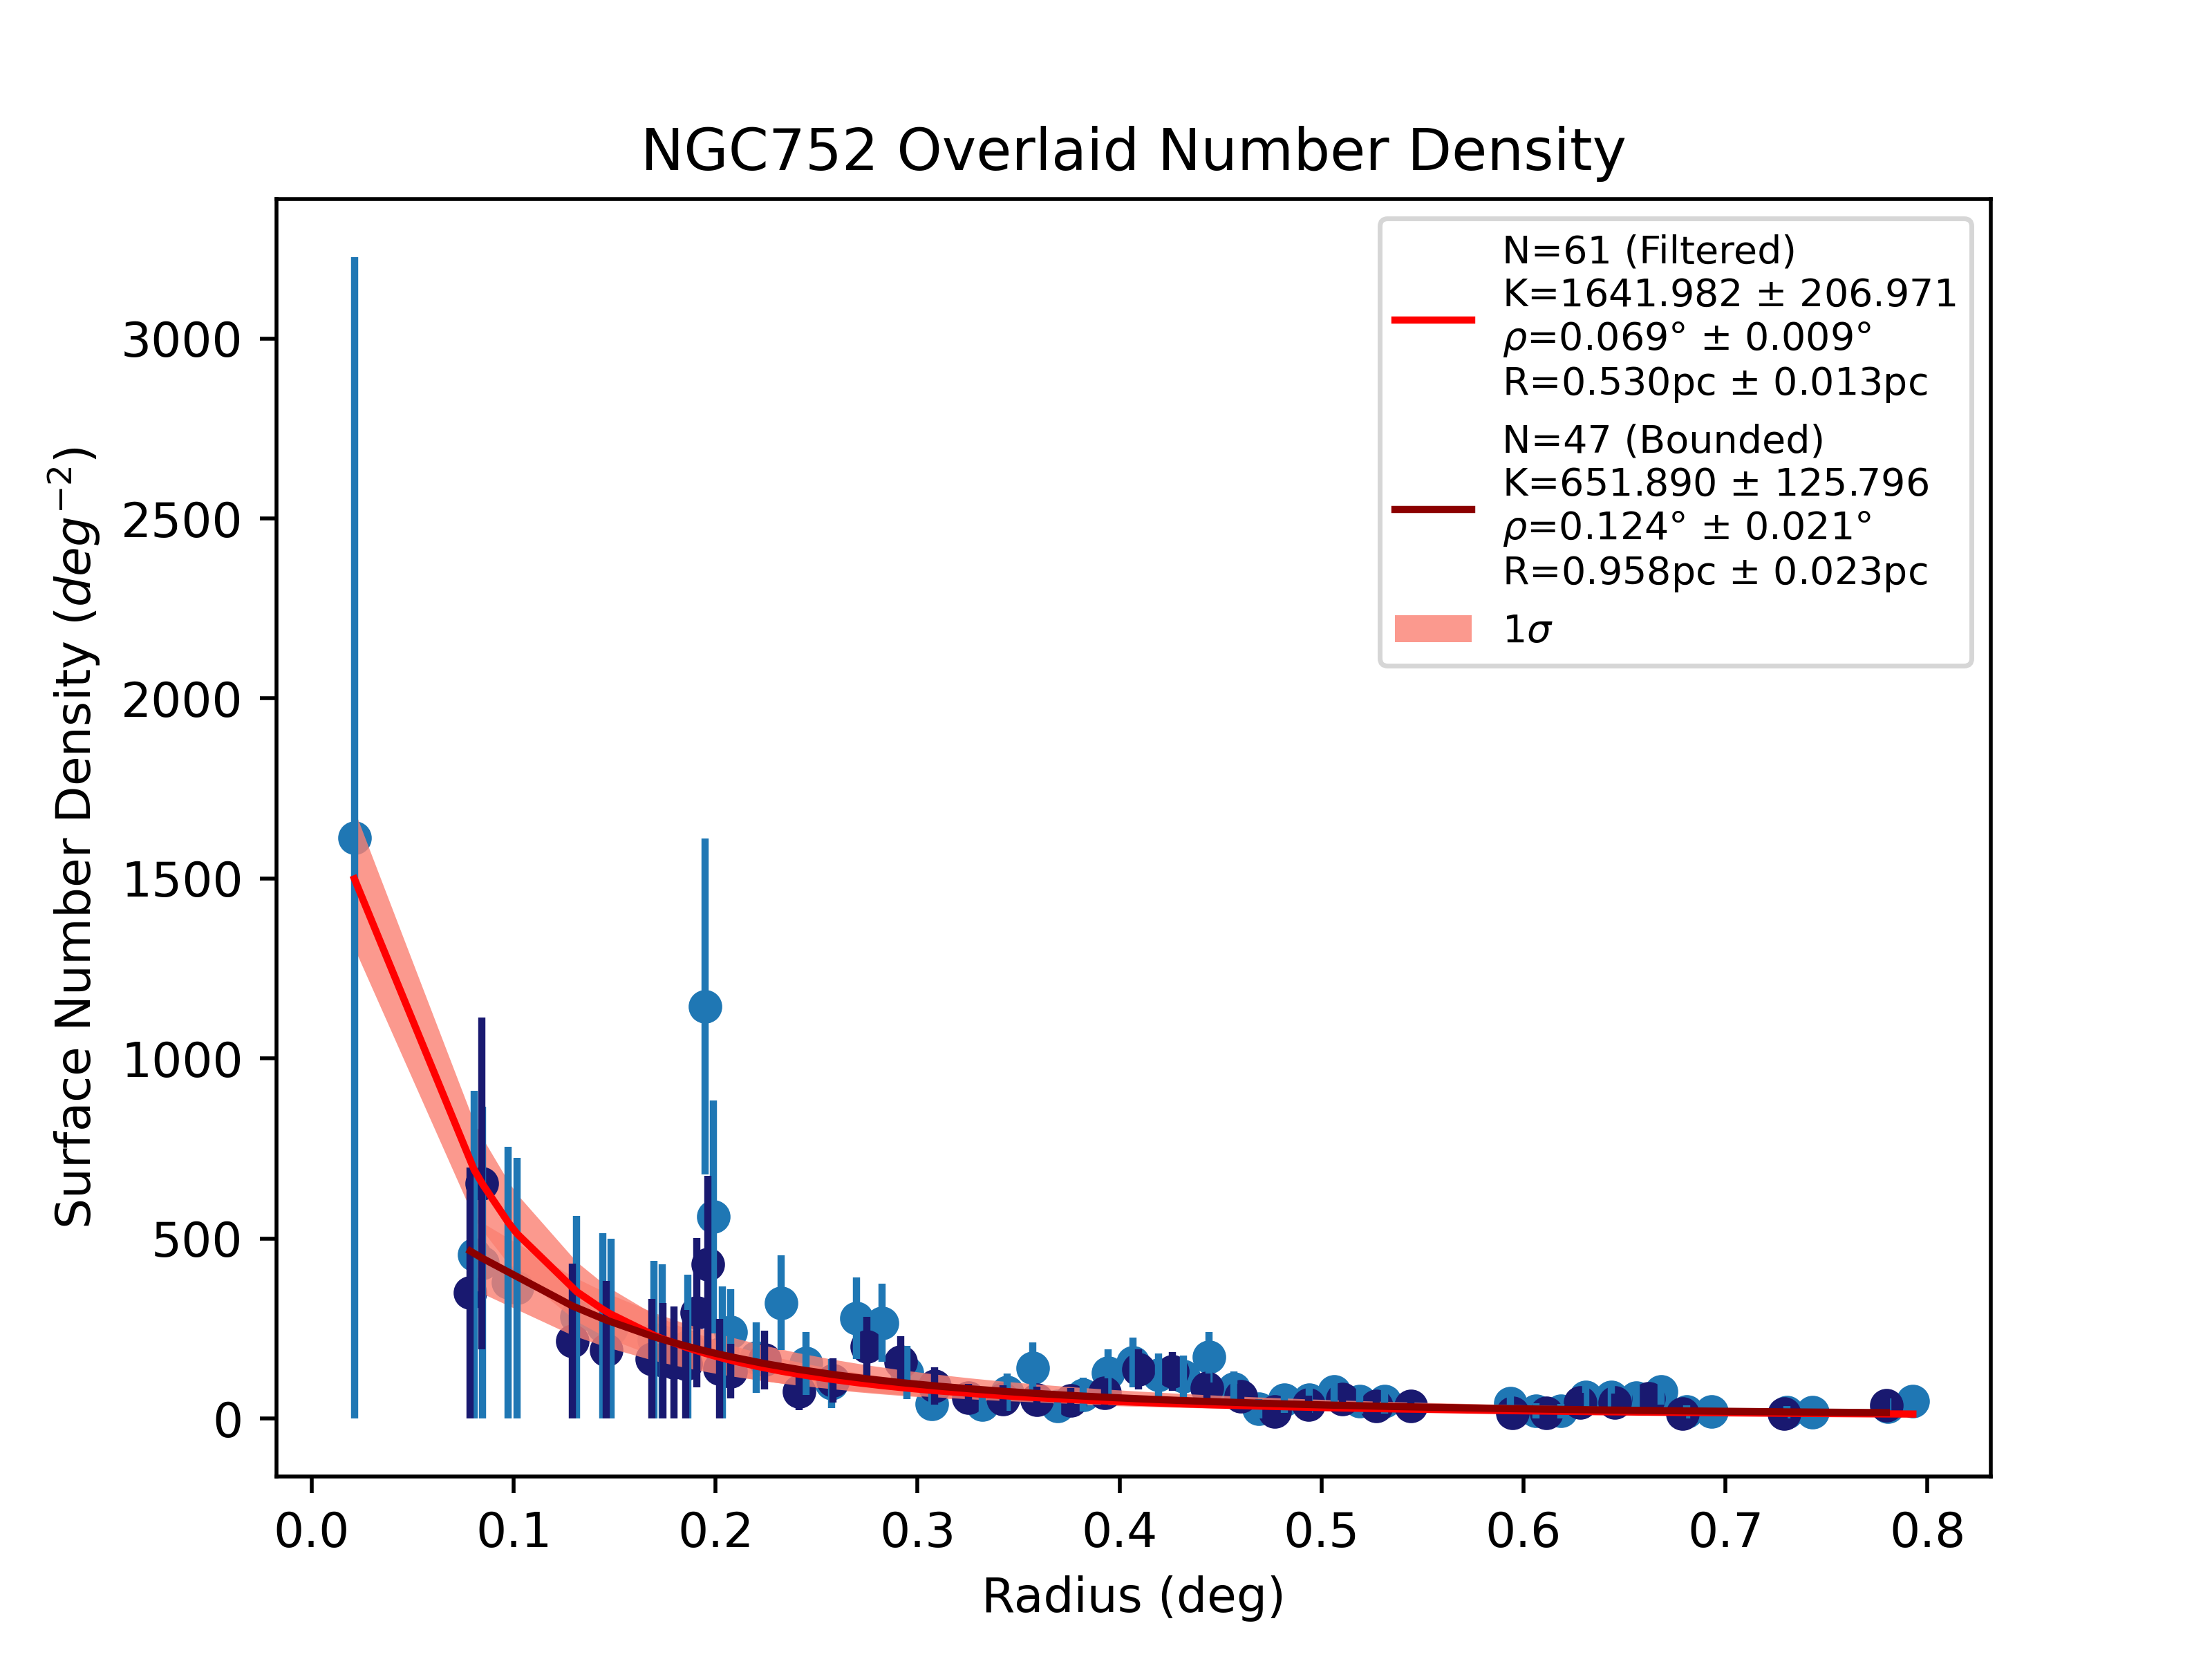 NGC752 Overlaid Number Density
N=61 (Filtered)
K=1641.982 ± 206.971
ρ=0.069° ± 0.009°
R=0.530pc ± 0.013pc
N=47 (Bounded)
K=651.890 ± 125.796
ρ=0.124° ± 0.021°
R=0.958pc ± 0.023pc
1σ
Surface Number Density (deg⁻²)
3000
2500
2000
1500
1000
500
0
0.0 0.1 0.2 0.3 0.4 0.5 0.6 0.7 0.8
Radius (deg)